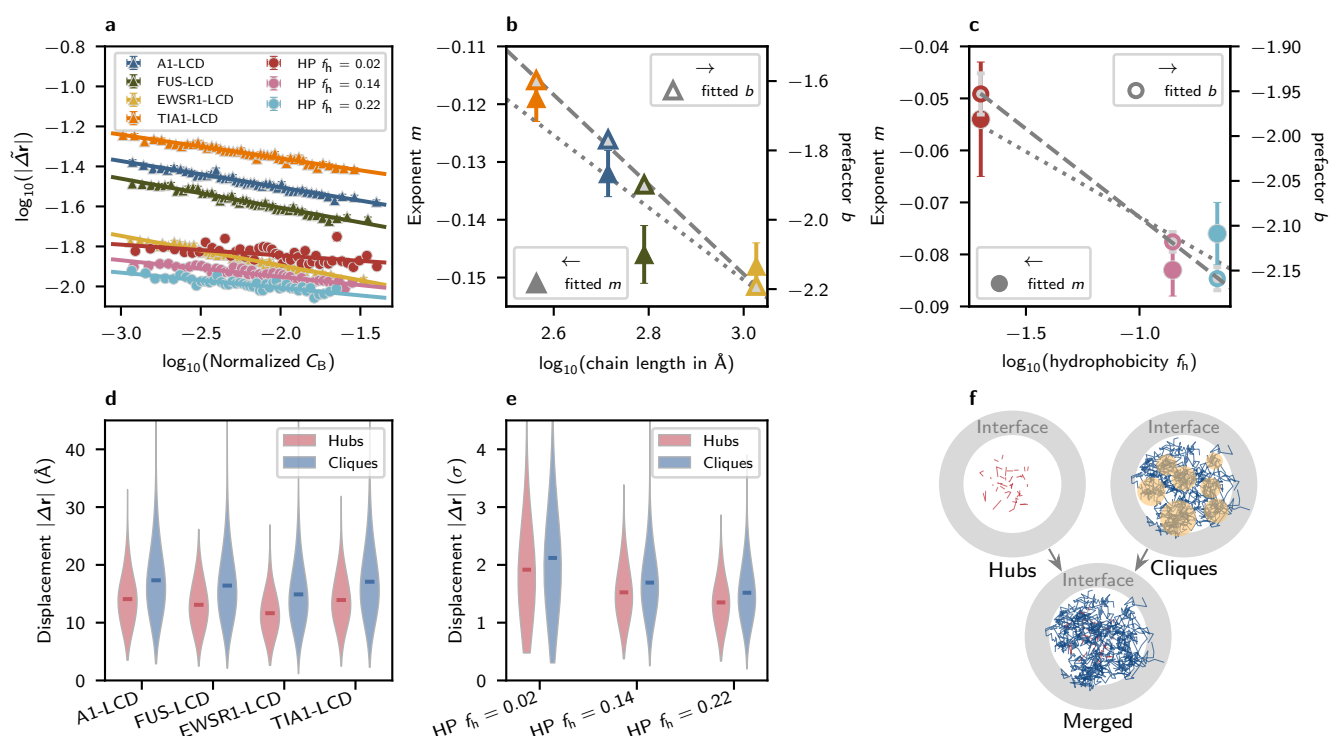 a
log₁₀(|Δ̃r|)
−0.8
−1.0
−1.2
−1.4
−1.6
−1.8
−2.0
A1-LCD
FUS-LCD
EWSR1-LCD
TIA1-LCD
HP fₕ = 0.02
HP fₕ = 0.14
HP fₕ = 0.22
−3.0 −2.5 −2.0 −1.5
log₁₀(Normalized C_B)
b
Exponent m
−0.11
−0.12
−0.13
−0.14
−0.15
→
fitted b
←
fitted m
−1.6
−1.8
−2.0
−2.2
prefactor b
2.6 2.8 3.0
log₁₀(chain length in Å)
c
Exponent m
−0.04
−0.05
−0.06
−0.07
−0.08
−0.09
→
fitted b
←
fitted m
−1.90
−1.95
−2.00
−2.05
−2.10
−2.15
prefactor b
−1.5 −1.0
log₁₀(hydrophobicity fₕ)
d
Displacement |Δr| (Å)
40
30
20
10
0
Hubs
Cliques
A1-LCD
FUS-LCD
EWSR1-LCD
TIA1-LCD
e
Displacement |Δr| (σ)
4
3
2
1
0
Hubs
Cliques
HP fₕ = 0.02
HP fₕ = 0.14
HP fₕ = 0.22
f
Interface
Interface
Hubs
Cliques
Interface
Merged